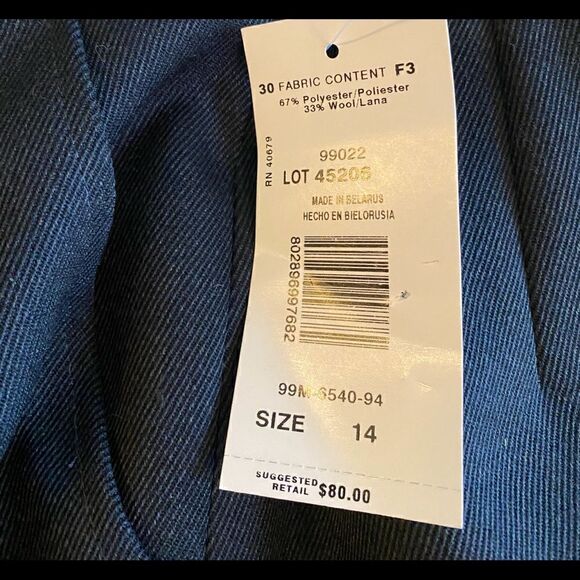 30 FABRIC CONTENT F3
67% Polyester/Poliester
33% Wool/Lana
RN 40679
99022
LOT 45206
MADE IN BELARUS
HECHO EN BIELORUSIA
802896997682
99M-6540-94
SIZE 14
SUGGESTED
RETAIL $80.00